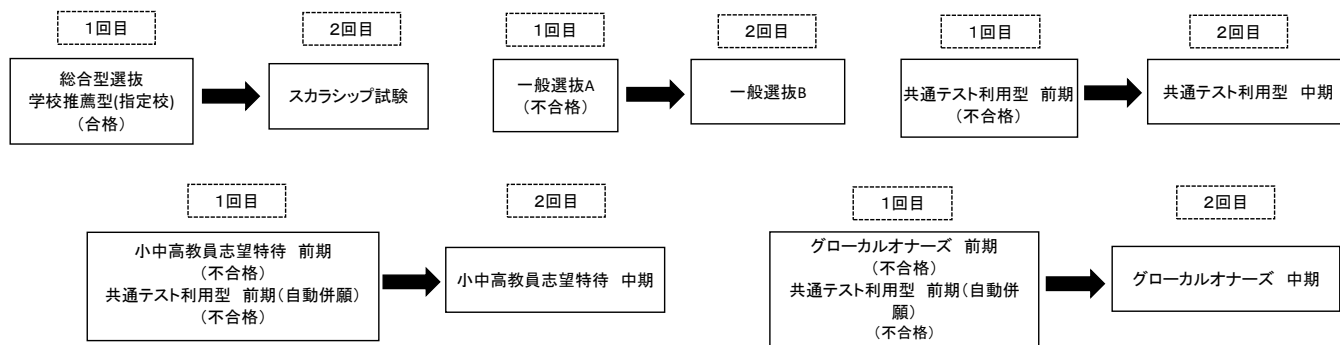 1回目
2回目
総合型選抜
学校推薦型(指定校)
(合格)
スカラシップ試験
1回目
2回目
一般選抜A
(不合格)
一般選抜B
1回目
2回目
共通テスト利用型　前期
(不合格)
共通テスト利用型　中期
1回目
2回目
小中高教員志望特待　前期
(不合格)
共通テスト利用型　前期(自動併願)
(不合格)
小中高教員志望特待　中期
1回目
2回目
グローカルオナーズ　前期
(不合格)
共通テスト利用型　前期(自動併
願)
(不合格)
グローカルオナーズ　中期